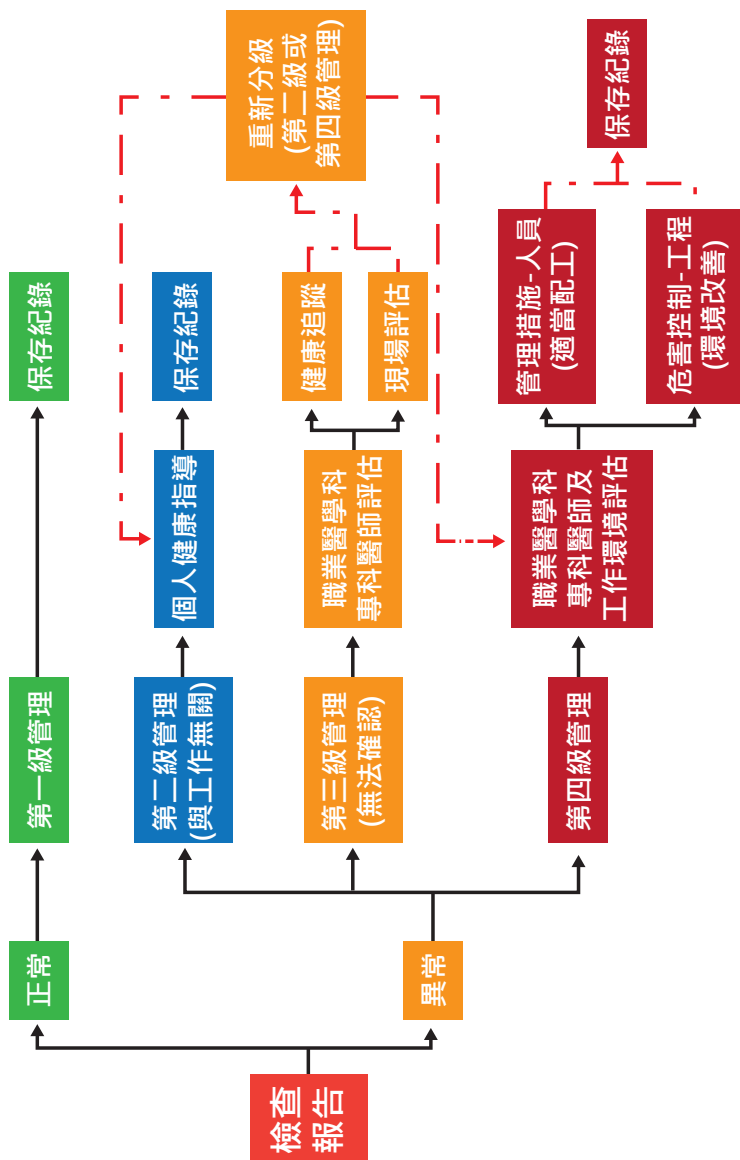 檢查
報告
正常
異常
第一級管理
第二級管理
(與工作無關)
第三級管理
(無法確認)
第四級管理
保存紀錄
個人健康指導
保存紀錄
職業醫學科
專科醫師評估
健康追蹤
現場評估
重新分級
(第二級或
第四級管理)
職業醫學科
專科醫師及
工作環境評估
管理措施-人員
(適當配工)
危害控制-工程
(環境改善)
保存紀錄